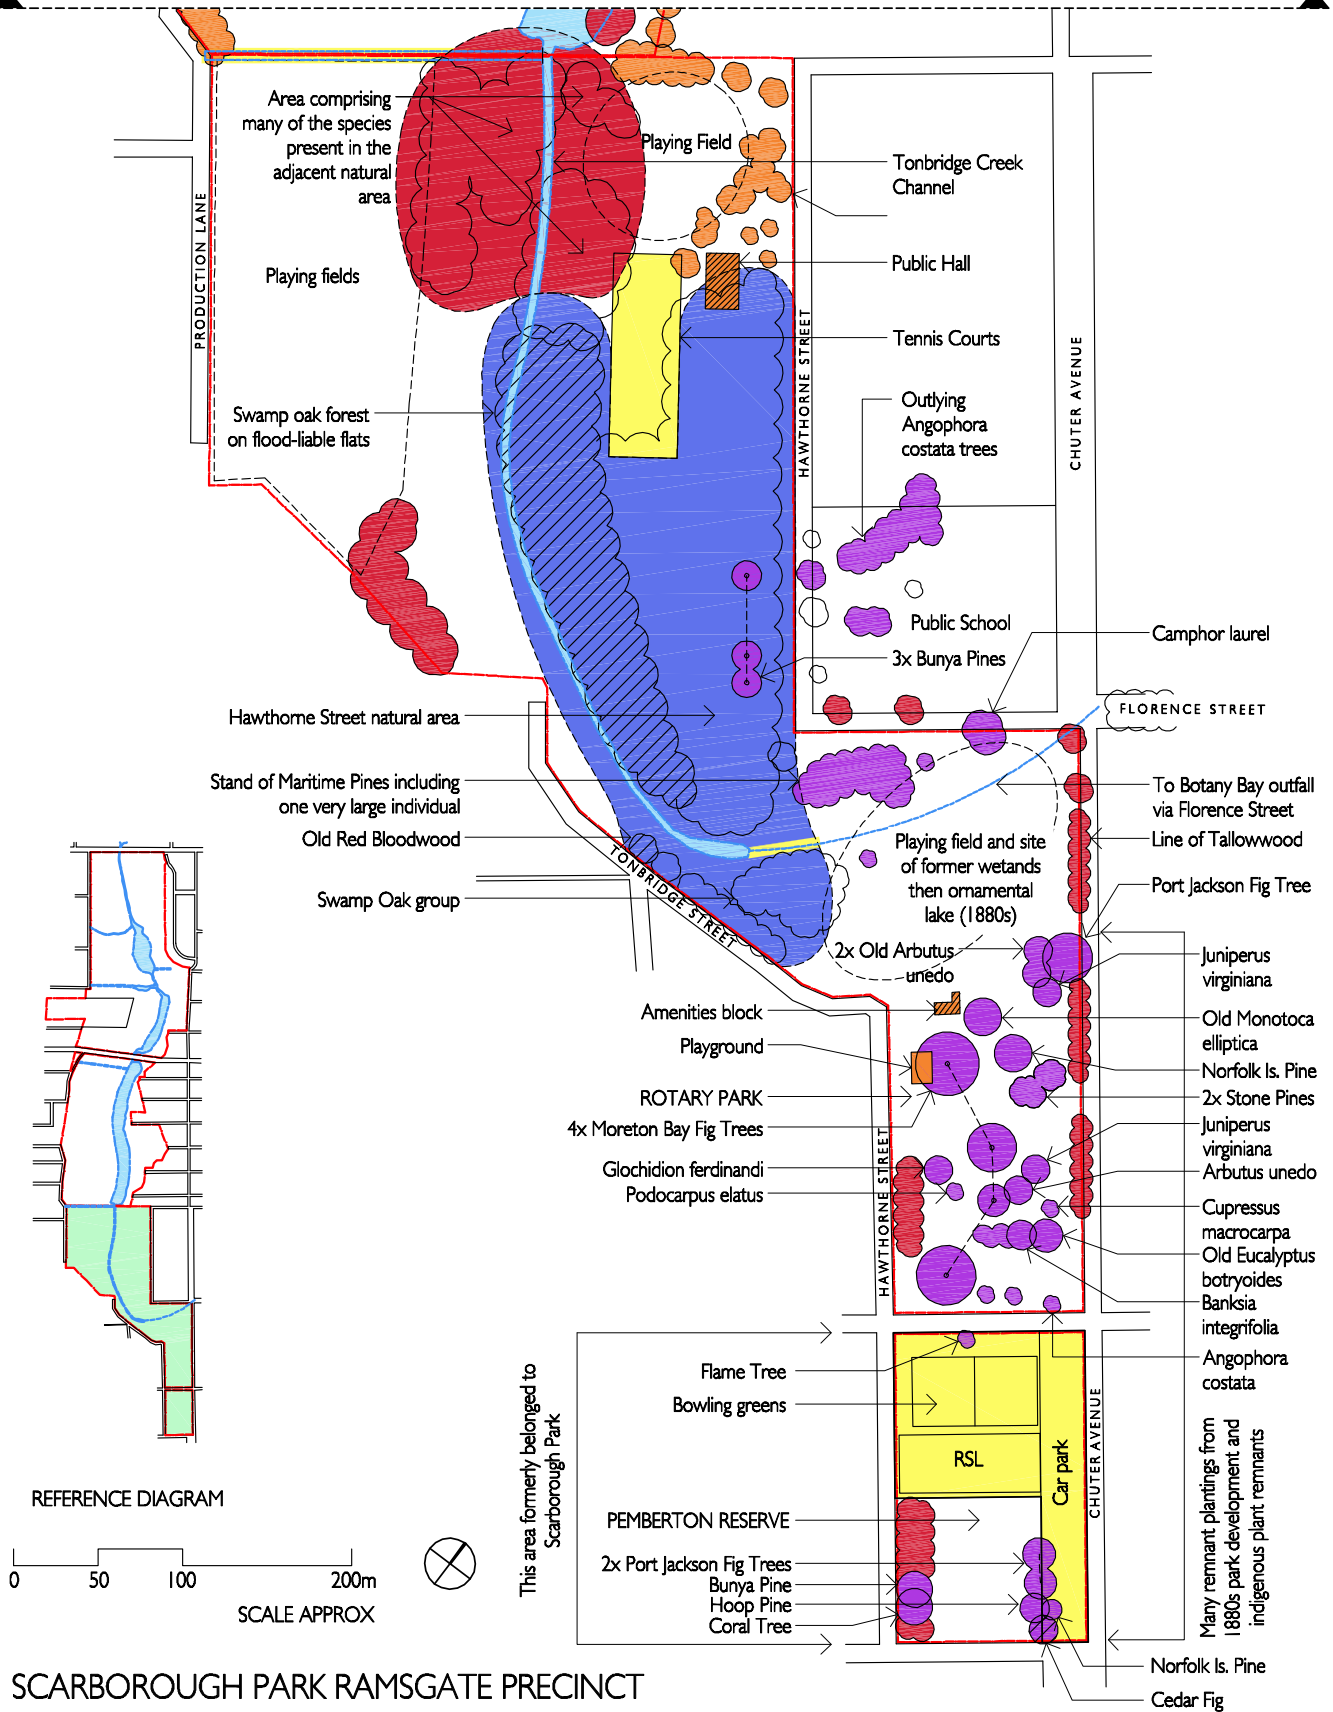 Area comprising
many of the species
present in the
adjacent natural
area
Playing Field
Tonbridge Creek
Channel
PRODUCTION LANE
Playing fields
Public Hall
Tennis Courts
HAWTHORNE STREET
CHUTER AVENUE
Outlying
Angophora
costata trees
Swamp oak forest
on flood-liable flats
Public School
Camphor laurel
3x Bunya Pines
Hawthorne Street natural area
FLORENCE STREET
Stand of Maritime Pines including
one very large individual
To Botany Bay outfall
via Florence Street
Old Red Bloodwood
Line of Tallowwood
Playing field and site
of former wetands
then ornamental
lake (1880s)
TONBRIDGE STREET
Port Jackson Fig Tree
Swamp Oak group
2x Old Arbutus
unedo
Juniperus
virginiana
Amenities block
Old Monotoca
elliptica
Playground
Norfolk Is. Pine
ROTARY PARK
2x Stone Pines
4x Moreton Bay Fig Trees
Juniperus
virginiana
HAWTHORNE STREET
Glochidion ferdinandi
Arbutus unedo
Podocarpus elatus
Cupressus
macrocarpa
Old Eucalyptus
botryoides
Banksia
integrifolia
Angophora
costata
Flame Tree
Bowling greens
This area formerly belonged to
Scarborough Park
RSL
Car park
CHUTER AVENUE
Many remnant plantings from
1880s park development and
indigenous plant remnants
REFERENCE DIAGRAM
PEMBERTON RESERVE
2x Port Jackson Fig Trees
Bunya Pine
Hoop Pine
Coral Tree
0 50 100 200m
SCALE APPROX
Norfolk Is. Pine
Cedar Fig
SCARBOROUGH PARK RAMSGATE PRECINCT